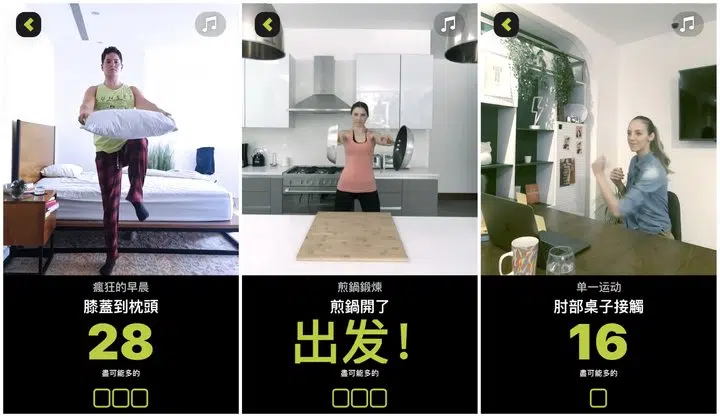 瘋狂的早晨
膝蓋到枕頭
28
盡可能多的
煎鍋鍛煉
煎鍋開了
出发!
盡可能多的
单一运动
肘部桌子接觸
16
盡可能多的